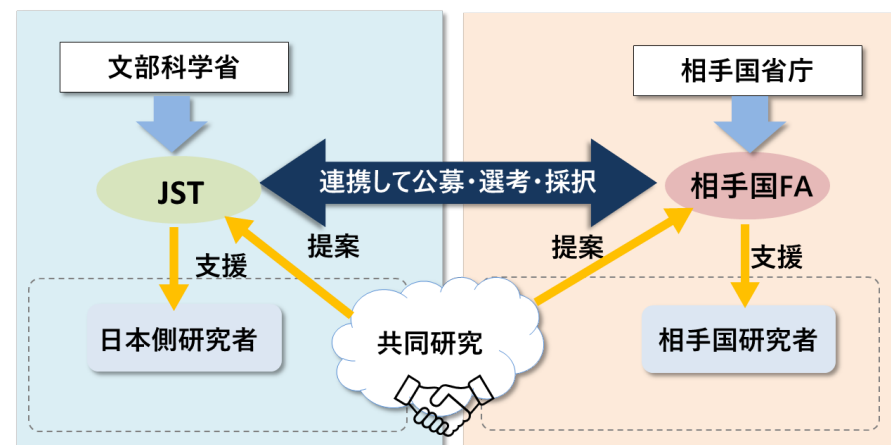 文部科学省
相手国省庁
JST
連携して公募・選考・採択
相手国FA
提案
提案
支援
支援
日本側研究者
共同研究
相手国研究者